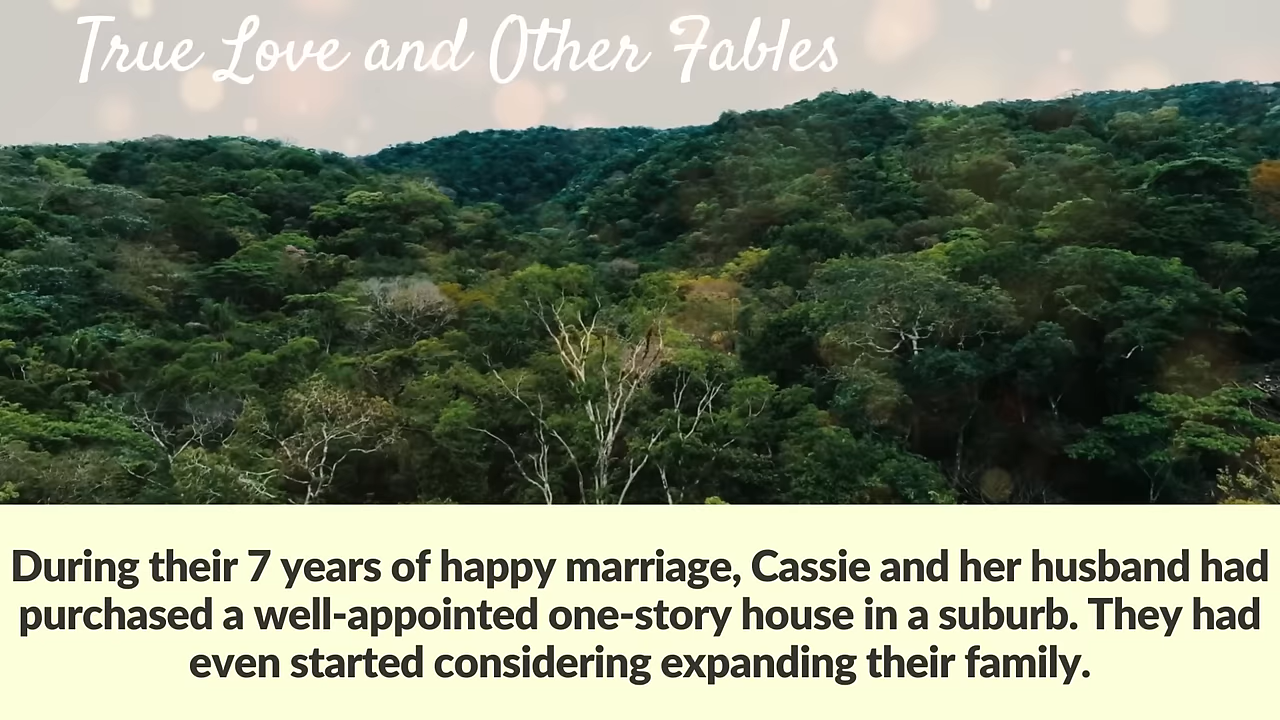 True Love and Other Fables
During their 7 years of happy marriage, Cassie and her husband had
purchased a well-appointed one-story house in a suburb. They had
even started considering expanding their family.